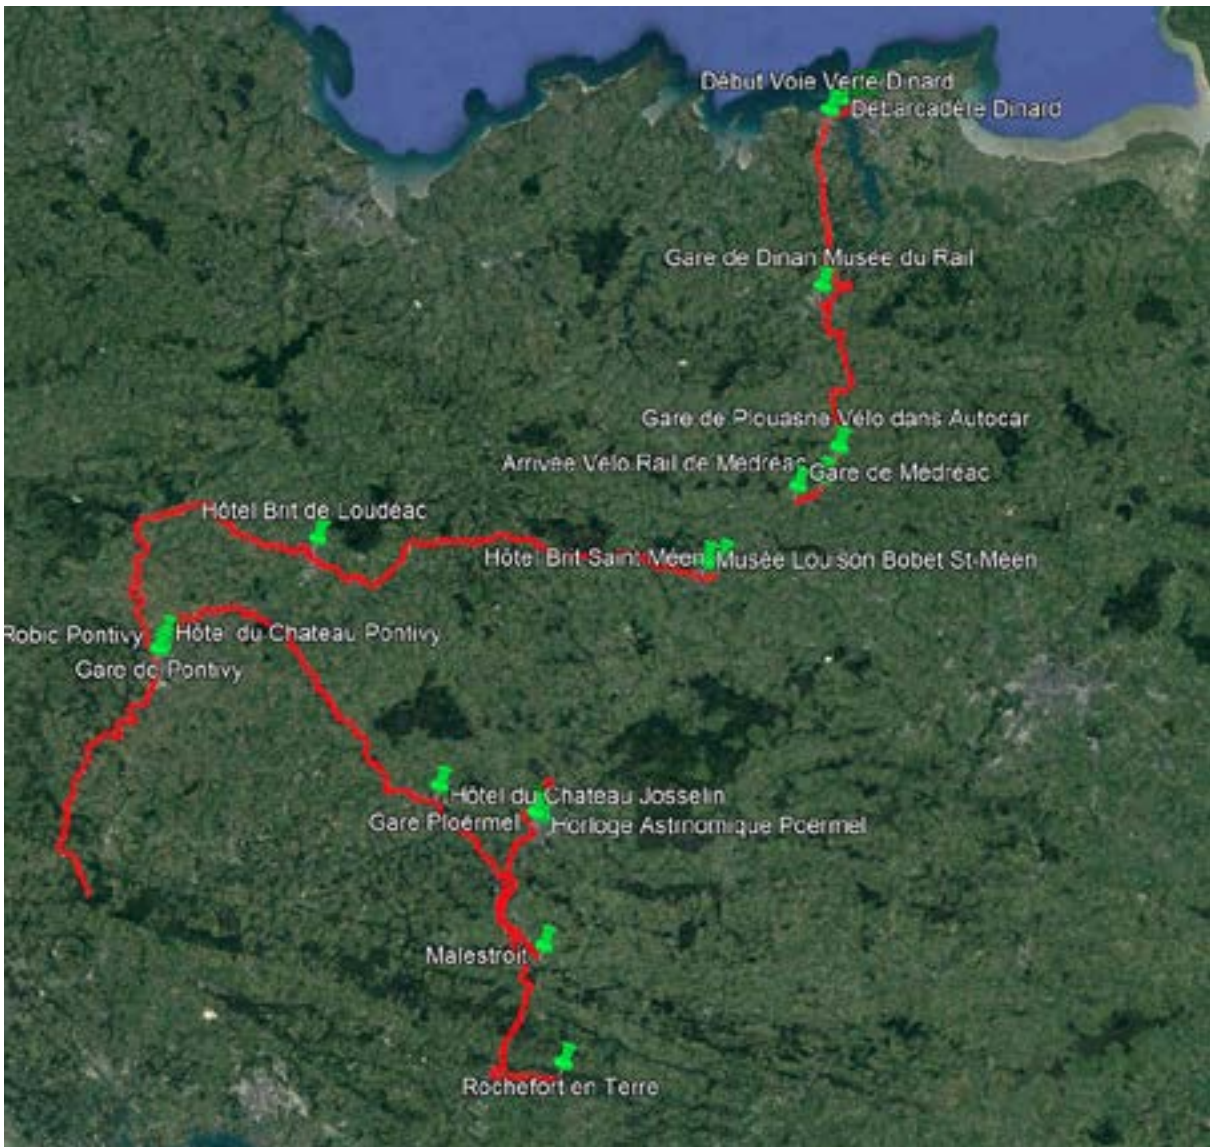 Début Voie Verte Dinard
Débarcadère Dinard
Gare de Dinan Musée du Rail
Gare de Plouasne Vélo dans Autocar
Arrivée Vélo Rail de Médréac
Gare de Médréac
Hôtel Brit de Loudéac
Hôtel Brit Saint Méen
Musée Louison Bobet St-Méen
Robic Pontivy
Hôtel du Chateau Pontivy
Gare de Pontivy
Hôtel du Chateau Josselin
Gare Ploërmel
Horloge Astrnomique Poërmel
Malestroit
Rochefort en Terre